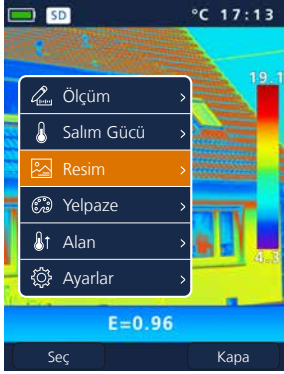 SD °C 17:13
19.1
Ölçüm
Salım Gücü
Resim
Yelpaze
Alan
Ayarlar
4.3
E=0.96
Seç Kapa